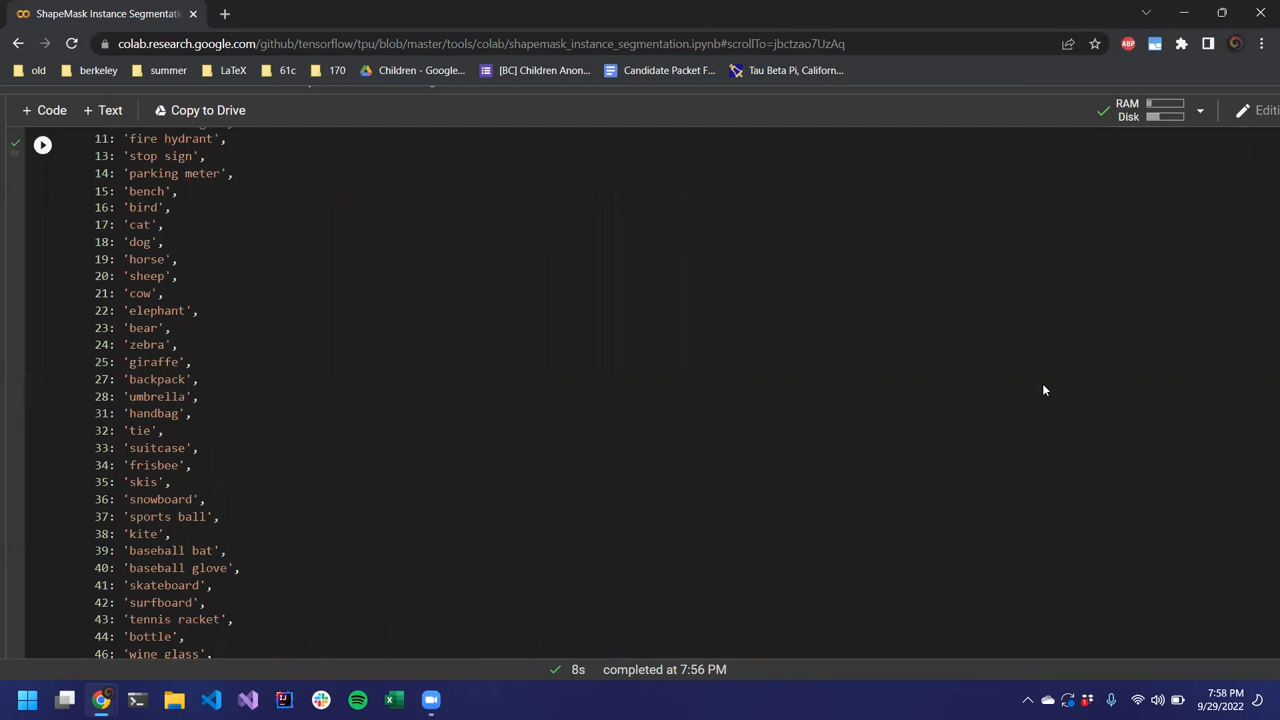 ShapeMask Instance Segmentati
colab.research.google.com/github/tensorflow/tpu/blob/master/tools/colab/shapemask_instance_segmentation.ipynb#scrollTo=jbctzao7UzAq
ABP
old berkeley summer LaTeX 61c 170 Children - Google... [BC] Children Anon... Candidate Packet F... Tau Beta Pi, Californ...
+ Code + Text Copy to Drive RAM Disk Editi
11: 'fire hydrant',
13: 'stop sign',
14: 'parking meter',
15: 'bench',
16: 'bird',
17: 'cat',
18: 'dog',
19: 'horse',
20: 'sheep',
21: 'cow',
22: 'elephant',
23: 'bear',
24: 'zebra',
25: 'giraffe',
27: 'backpack',
28: 'umbrella',
31: 'handbag',
32: 'tie',
33: 'suitcase',
34: 'frisbee',
35: 'skis',
36: 'snowboard',
37: 'sports ball',
38: 'kite',
39: 'baseball bat',
40: 'baseball glove',
41: 'skateboard',
42: 'surfboard',
43: 'tennis racket',
44: 'bottle',
46: 'wine glass',
8s completed at 7:56 PM
7:58 PM
9/29/2022